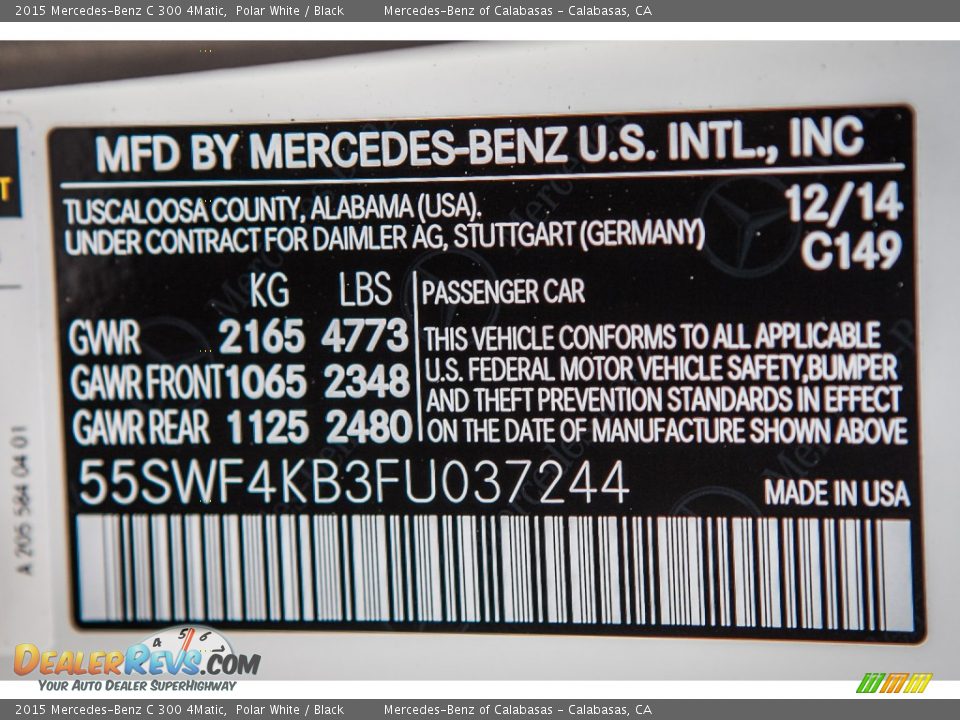 2015 Mercedes-Benz C 300 4Matic,  Polar White / Black        Mercedes-Benz of Calabasas - Calabasas, CA
MFD BY MERCEDES-BENZ U.S. INTL., INC
TUSCALOOSA COUNTY, ALABAMA (USA). 12/14
UNDER CONTRACT FOR DAIMLER AG, STUTTGART (GERMANY) C149
KG LBS PASSENGER CAR
GVWR 2165 4773 THIS VEHICLE CONFORMS TO ALL APPLICABLE
U.S. FEDERAL MOTOR VEHICLE SAFETY,BUMPER
GAWR FRONT 1065 2348 AND THEFT PREVENTION STANDARDS IN EFFECT
GAWR REAR 1125 2480 ON THE DATE OF MANUFACTURE SHOWN ABOVE
55SWF4KB3FU037244 MADE IN USA
A 205 584 04 01
4 5 6
DEALERREVS.COM
YOUR AUTO DEALER SUPERHIGHWAY
2015 Mercedes-Benz C 300 4Matic,  Polar White / Black        Mercedes-Benz of Calabasas - Calabasas, CA